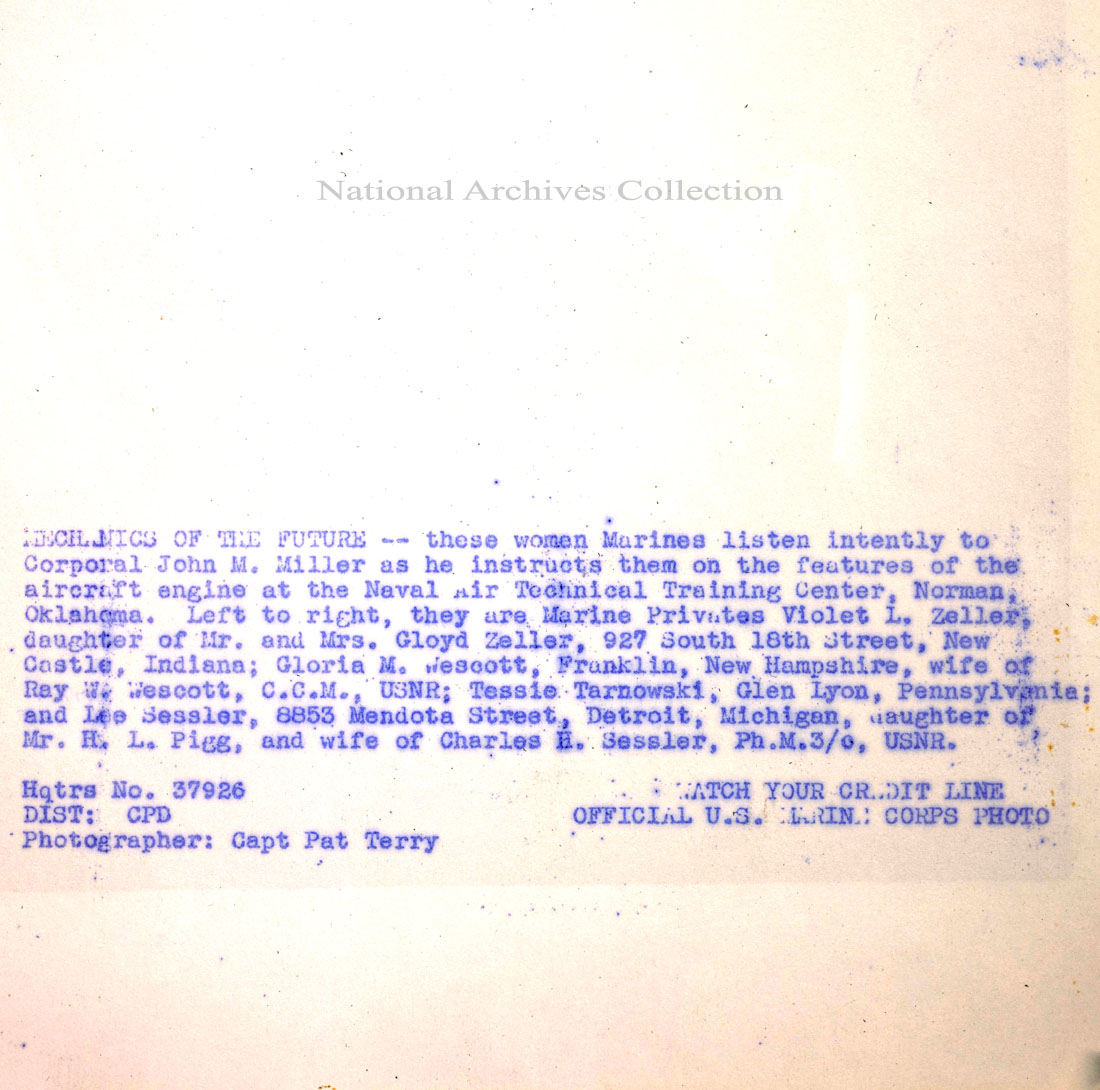 National Archives Collection
MECHANICS OF THE FUTURE -- these women Marines listen intently to
Corporal John M. Miller as he instructs them on the features of the
aircraft engine at the Naval Air Technical Training Center, Norman,
Oklahoma. Left to right, they are Marine Privates Violet L. Zeller,
daughter of Mr. and Mrs. Gloyd Zeller, 927 South 18th Street, New
Castle, Indiana; Gloria M. Wescott, Franklin, New Hampshire, wife of
Ray W. Wescott, C.C.M., USNR; Tessie Tarnowski, Glen Lyon, Pennsylvania;
and Lee Sessler, 8853 Mendota Street, Detroit, Michigan, daughter of
Mr. H. L. Pigg, and wife of Charles H. Sessler, Ph.M.3/c, USNR.
Hqtrs No. 37926 WATCH YOUR CREDIT LINE
DIST: CPD OFFICIAL U.S. MARINE CORPS PHOTO
Photographer: Capt Pat Terry